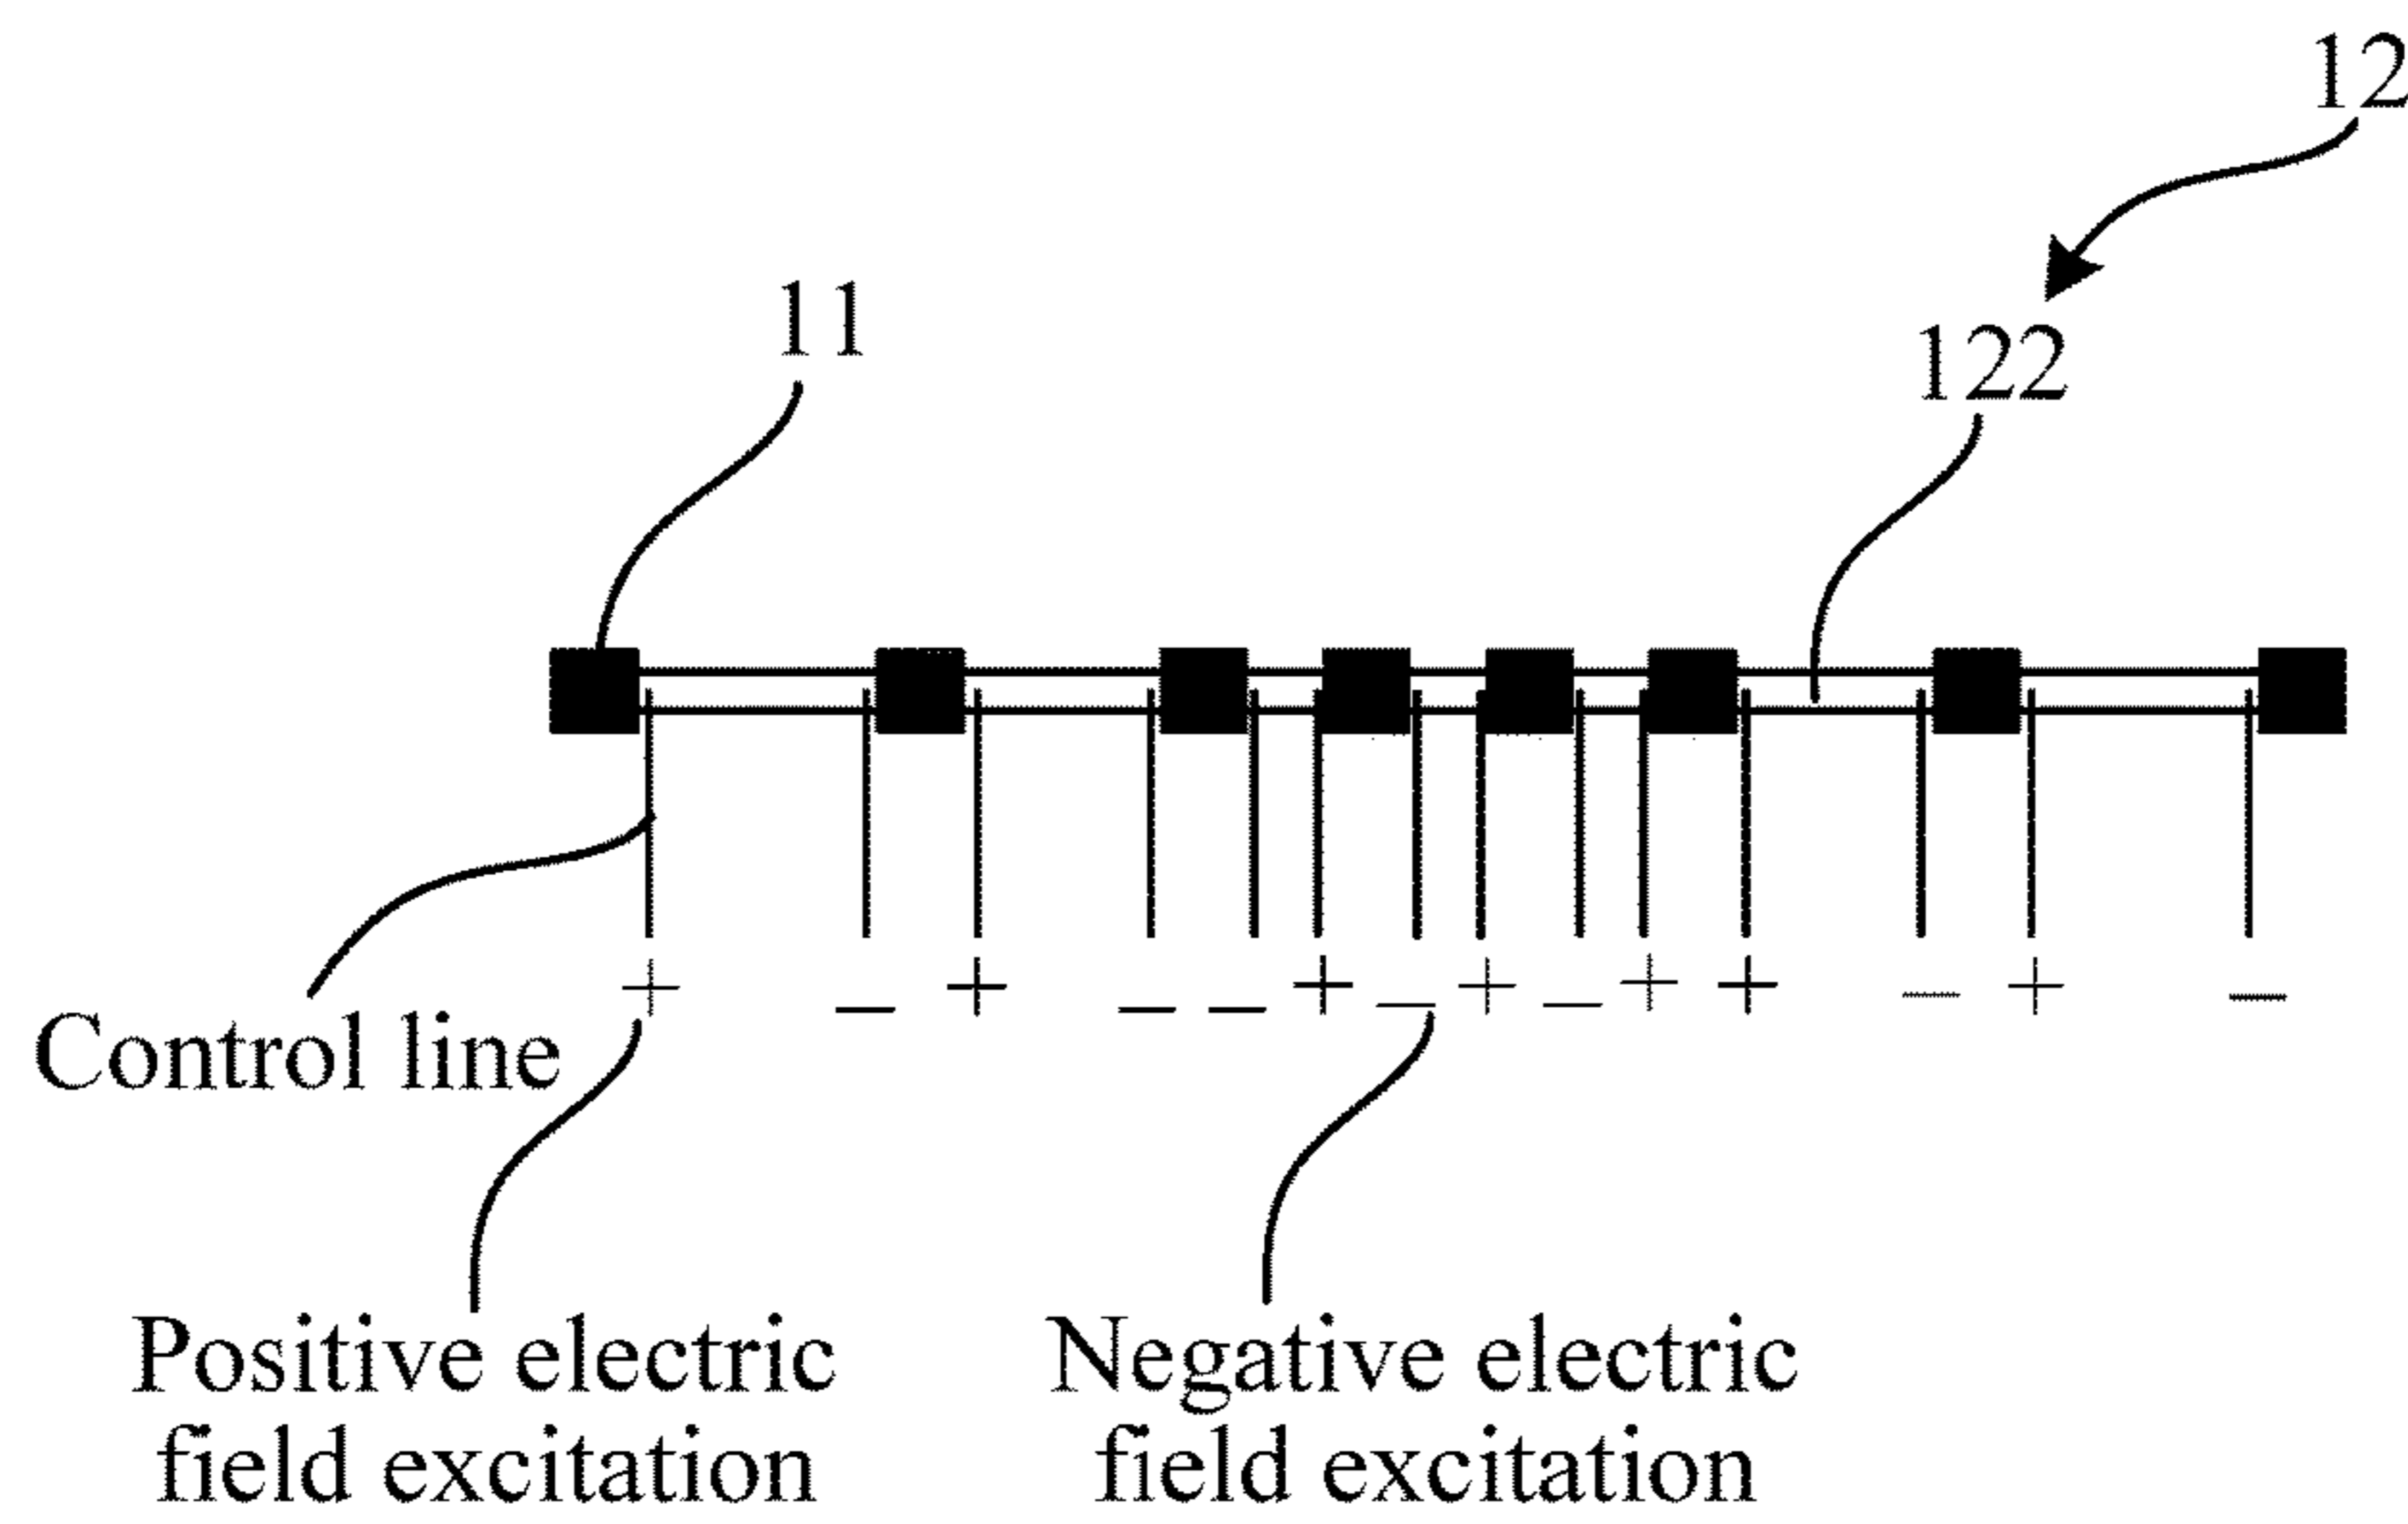 12
11
122
+ − + − − + − + − + + − + −
Control line
Positive electric
field excitation
Negative electric
field excitation